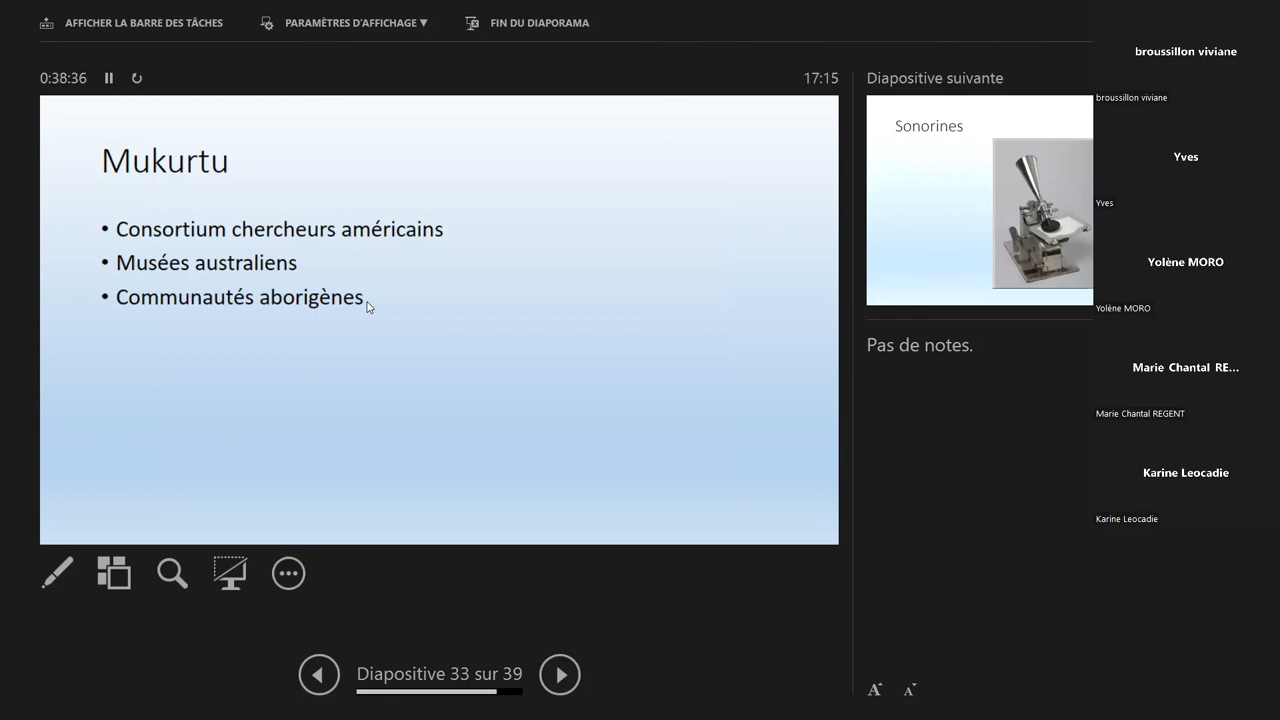 AFFICHER LA BARRE DES TÂCHES
PARAMÈTRES D'AFFICHAGE ▼
FIN DU DIAPORAMA
0:38:36
17:15
Mukurtu
• Consortium chercheurs américains
• Musées australiens
• Communautés aborigènes
Diapositive 33 sur 39
Diapositive suivante
Sonorines
Pas de notes.
A
A
broussillon viviane
broussillon viviane
Yves
Yves
Yolène MORO
Yolène MORO
Marie Chantal RE...
Marie Chantal REGENT
Karine Leocadie
Karine Leocadie